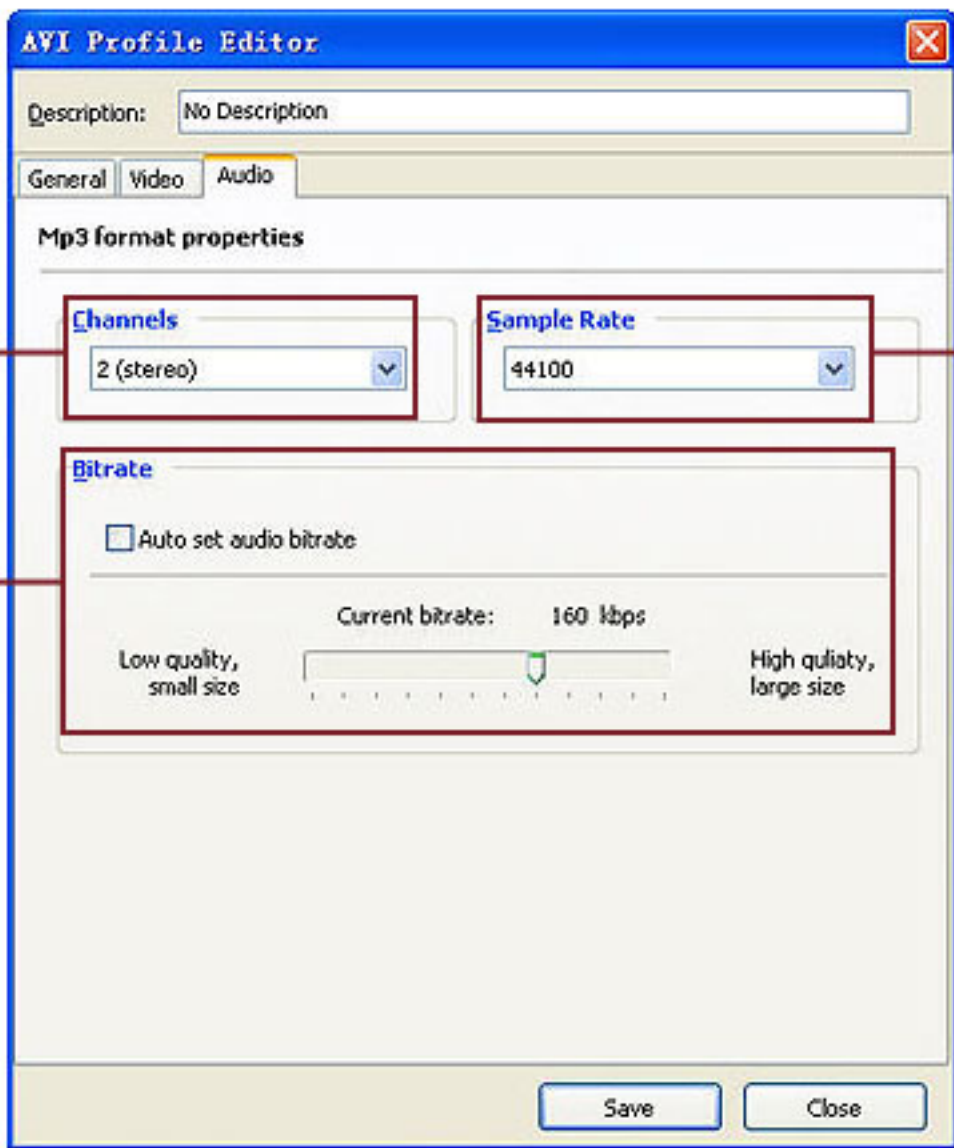 AVI Profile Editor
Description: No Description
General Video Audio
Mp3 format properties
Channels
2 (stereo)
Sample Rate
44100
Bitrate
Auto set audio bitrate
Current bitrate: 160 kbps
Low quality,
small size
High quliaty,
large size
Save Close